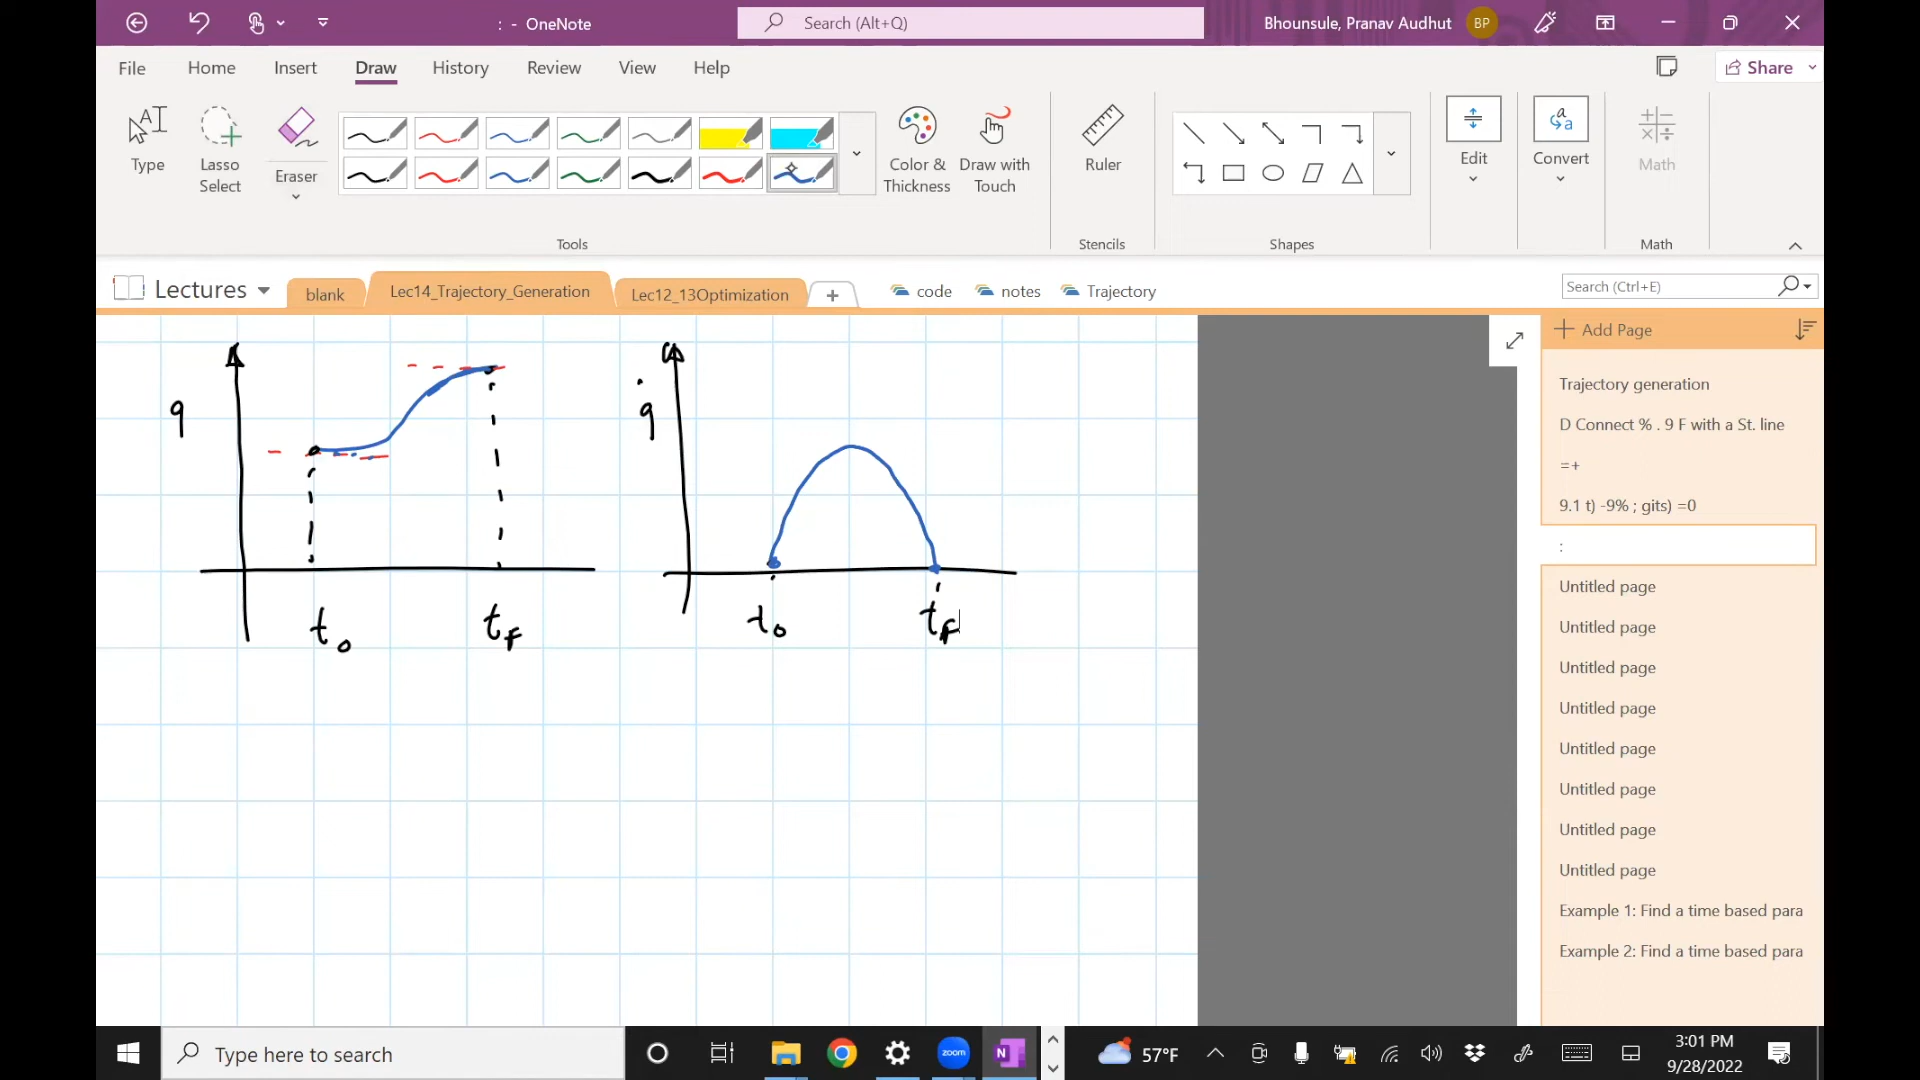 : - OneNote
Search (Alt+Q)
Bhounsule, Pranav Audhut
BP
File Home Insert Draw History Review View Help
Share
Type
Lasso Select
Eraser
Color & Thickness
Draw with Touch
Ruler
Edit
Convert
Math
Tools
Stencils
Shapes
Math
Lectures
blank
Lec14_Trajectory_Generation
Lec12_13Optimization
code
notes
Trajectory
Search (Ctrl+E)
Add Page
Trajectory generation
D Connect % . 9 F with a St. line
=+
9.1 t) -9% ; gits) =0
:
Untitled page
Untitled page
Untitled page
Untitled page
Untitled page
Untitled page
Untitled page
Untitled page
Example 1: Find a time based para
Example 2: Find a time based para
q
t₀
t_F
q̇
t₀
t_F
Type here to search
zoom
N
57°F
3:01 PM
9/28/2022